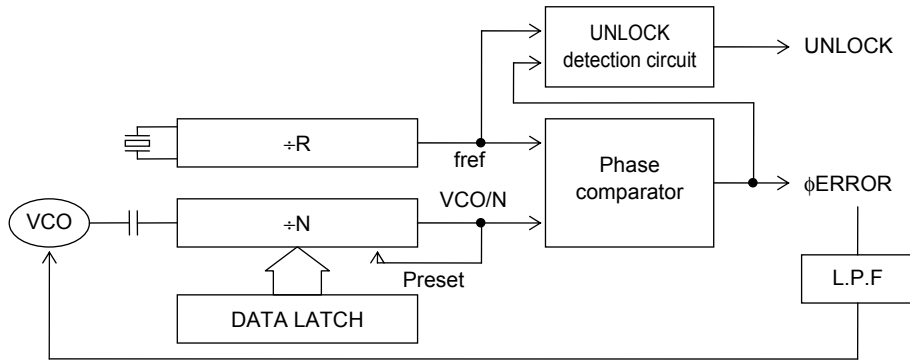 UNLOCK
detection circuit
UNLOCK
÷R
fref
Phase
comparator
VCO/N
ϕERROR
VCO
÷N
Preset
L.P.F
DATA LATCH